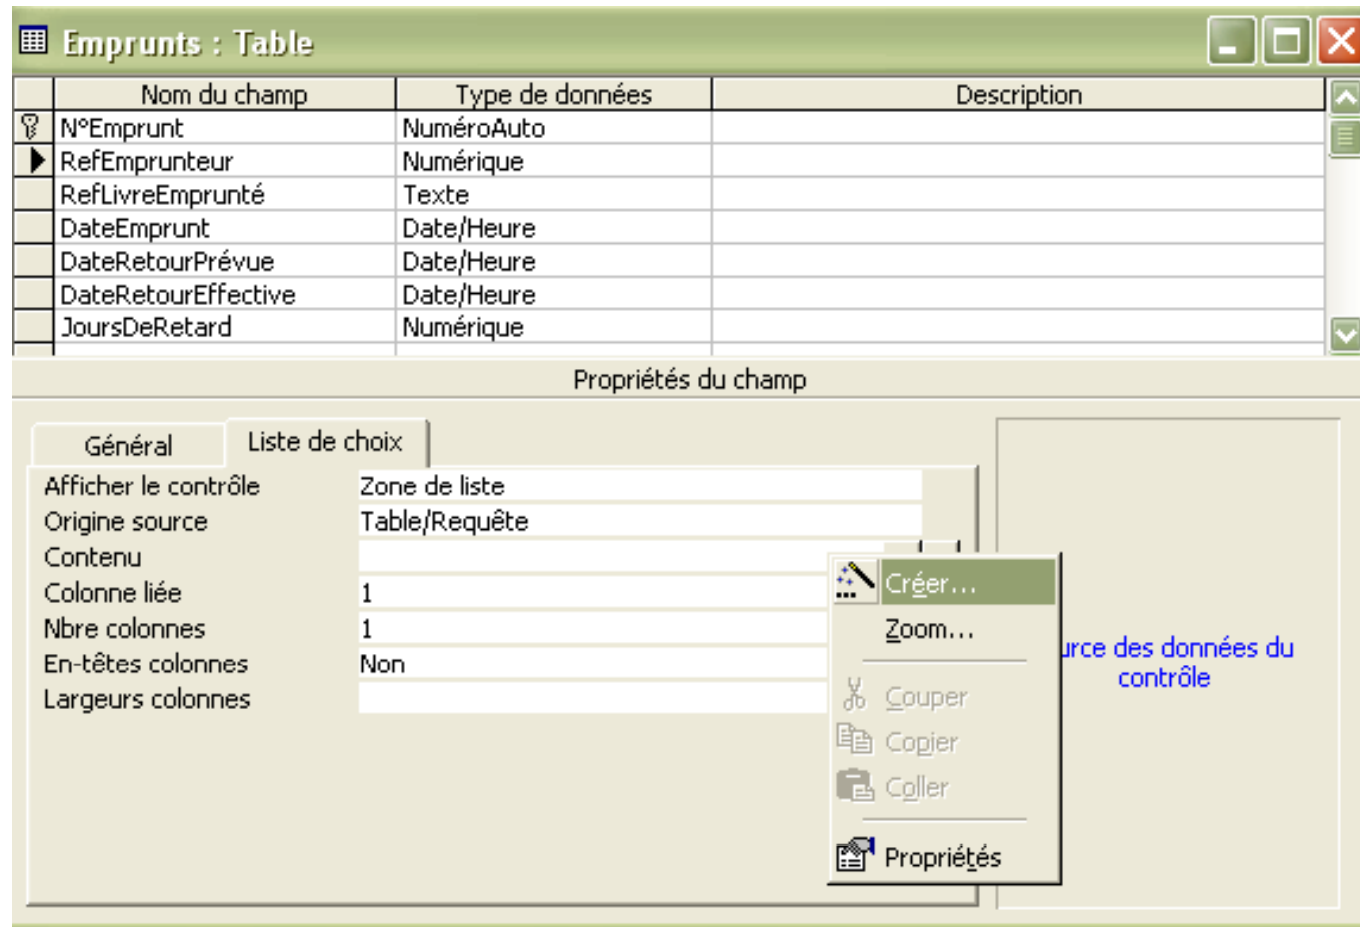 Emprunts : Table
Nom du champ Type de données Description
N°Emprunt NuméroAuto
RefEmprunteur Numérique
RefLivreEmprunté Texte
DateEmprunt Date/Heure
DateRetourPrévue Date/Heure
DateRetourEffective Date/Heure
JoursDeRetard Numérique
Propriétés du champ
Général Liste de choix
Afficher le contrôle Zone de liste
Origine source Table/Requête
Contenu
Colonne liée 1
Nbre colonnes 1
En-têtes colonnes Non
Largeurs colonnes
Créer...
Zoom...
Couper
Copier
Coller
Propriétés
des données du
contrôle